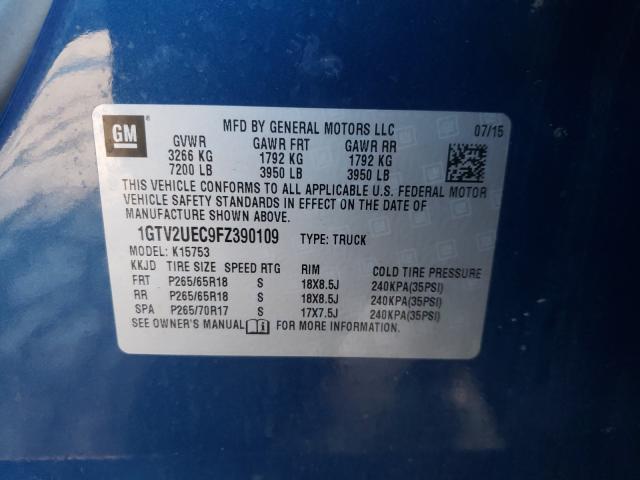 GM
®
MFD BY GENERAL MOTORS LLC
07/15
GVWR GAWR FRT GAWR RR
3266 KG 1792 KG 1792 KG
7200 LB 3950 LB 3950 LB
THIS VEHICLE CONFORMS TO ALL APPLICABLE U.S. FEDERAL MOTOR
VEHICLE SAFETY STANDARDS IN EFFECT ON THE DATE OF
MANUFACTURE SHOWN ABOVE.
1GTV2UEC9FZ390109 TYPE: TRUCK
MODEL: K15753
KKJD TIRE SIZE SPEED RTG RIM COLD TIRE PRESSURE
FRT P265/65R18 S 18X8.5J 240KPA(35PSI)
RR P265/65R18 S 18X8.5J 240KPA(35PSI)
SPA P265/70R17 S 17X7.5J 240KPA(35PSI)
SEE OWNER'S MANUAL FOR MORE INFORMATION.